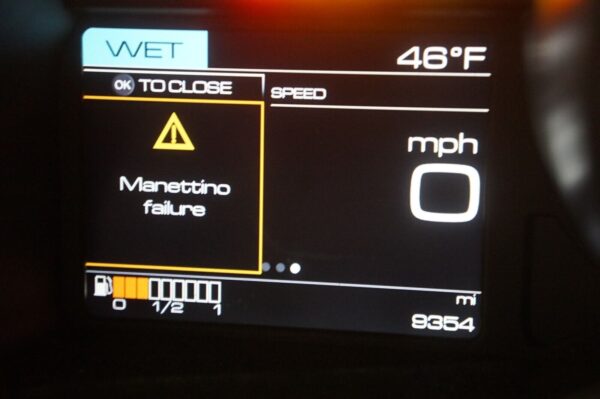 WET
46°F
OK TO CLOSE
SPEED
Manettino
failure
mph
0
0 1/2 1
mi
9354